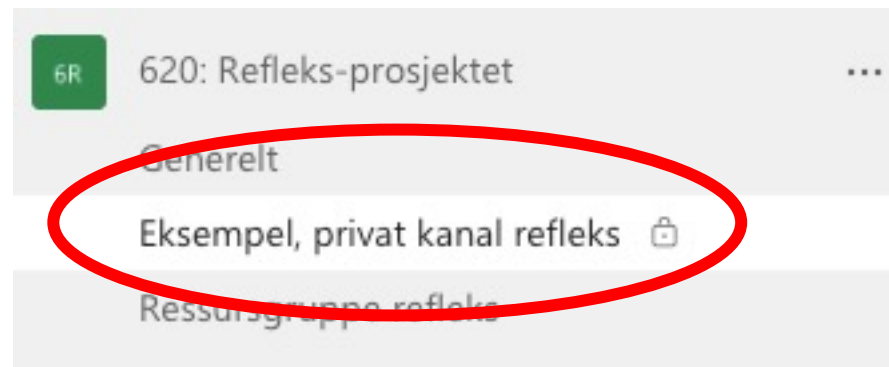 6R 620: Refleks-prosjektet ...
Generelt
Eksempel, privat kanal refleks
Ressursgruppe refleks